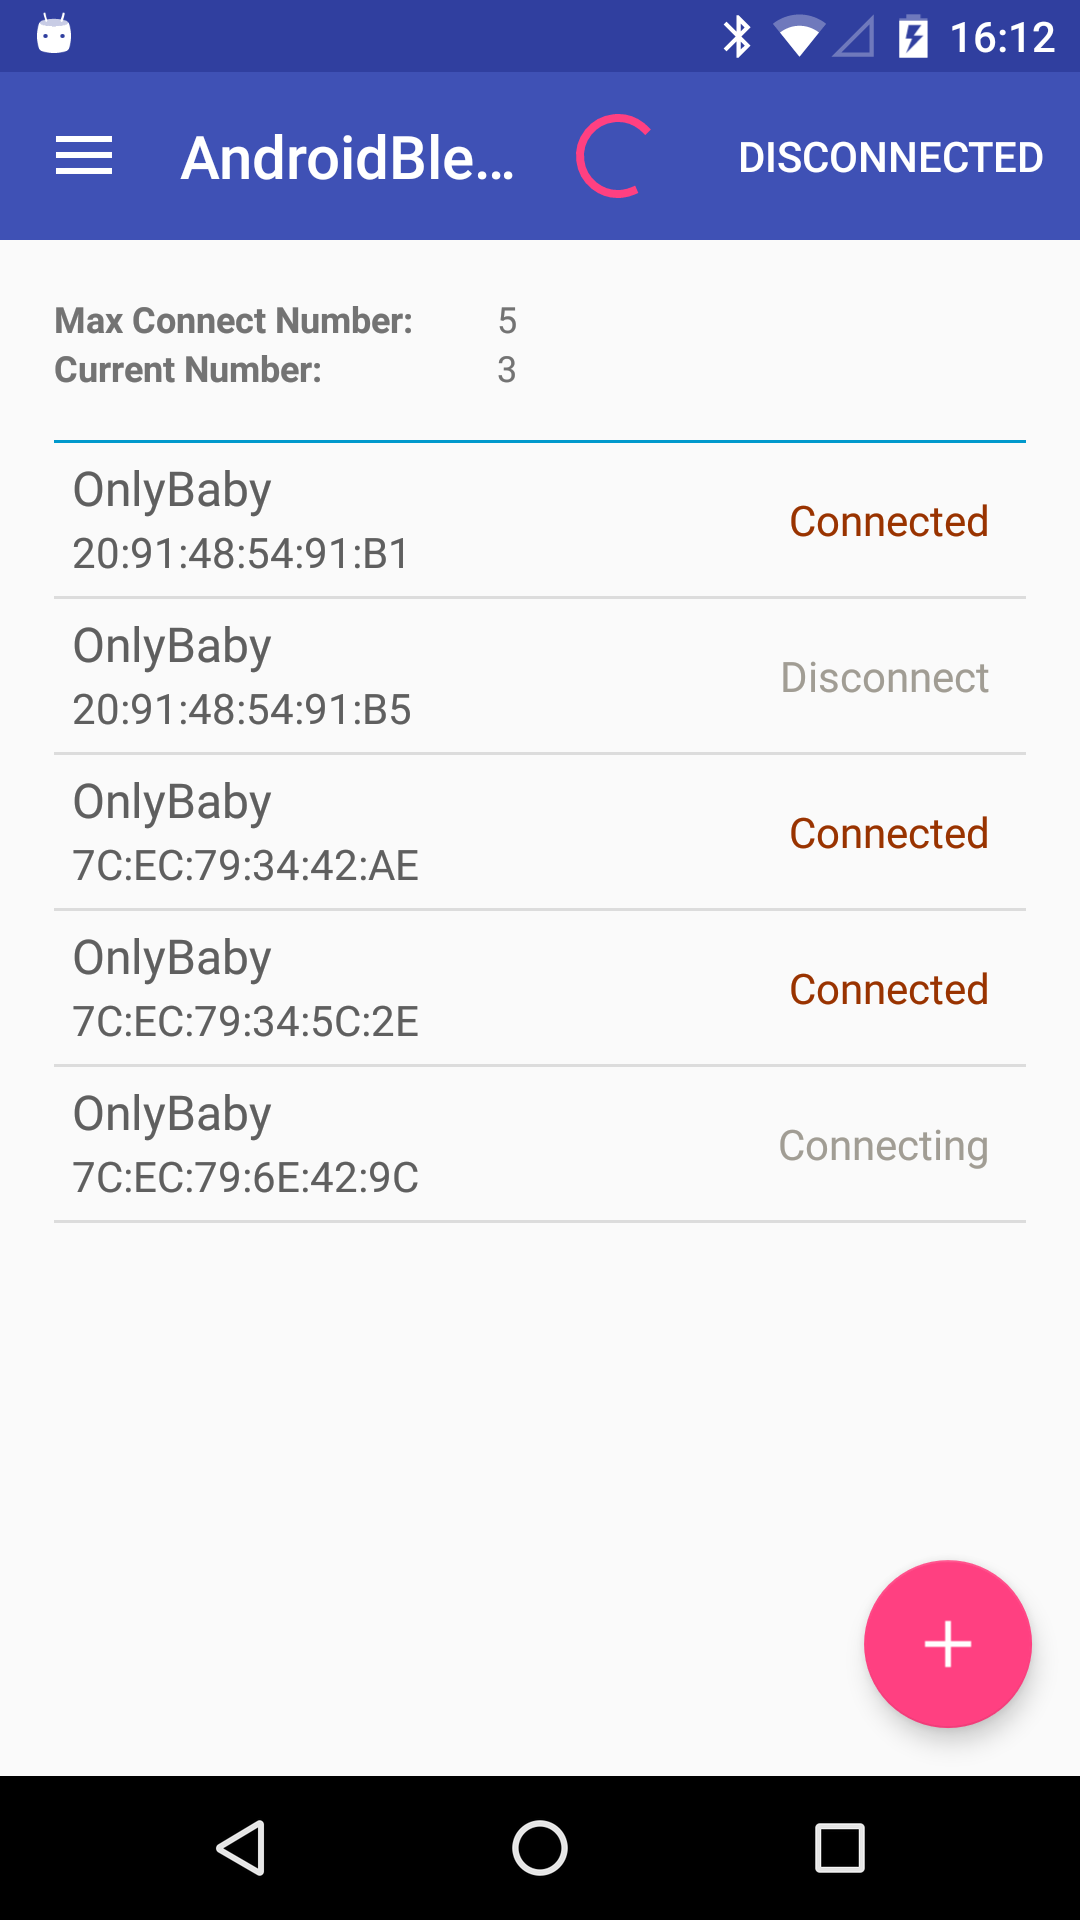 16:12
AndroidBle... DISCONNECTED
Max Connect Number: 5
Current Number: 3
OnlyBaby
20:91:48:54:91:B1
Connected
OnlyBaby
20:91:48:54:91:B5
Disconnect
OnlyBaby
7C:EC:79:34:42:AE
Connected
OnlyBaby
7C:EC:79:34:5C:2E
Connected
OnlyBaby
7C:EC:79:6E:42:9C
Connecting